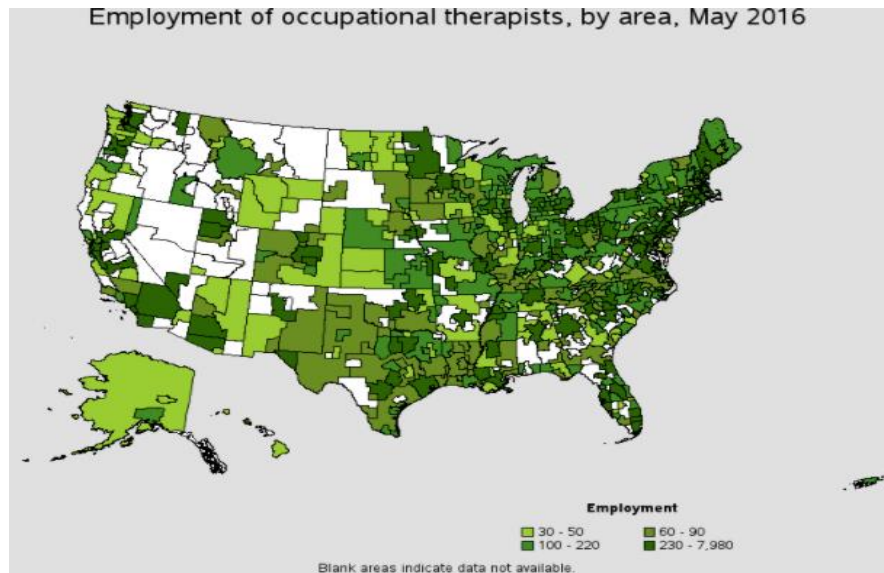 Employment of occupational therapists, by area, May 2016
Employment
30 - 50 60 - 90
100 - 220 230 - 7,980
Blank areas indicate data not available.